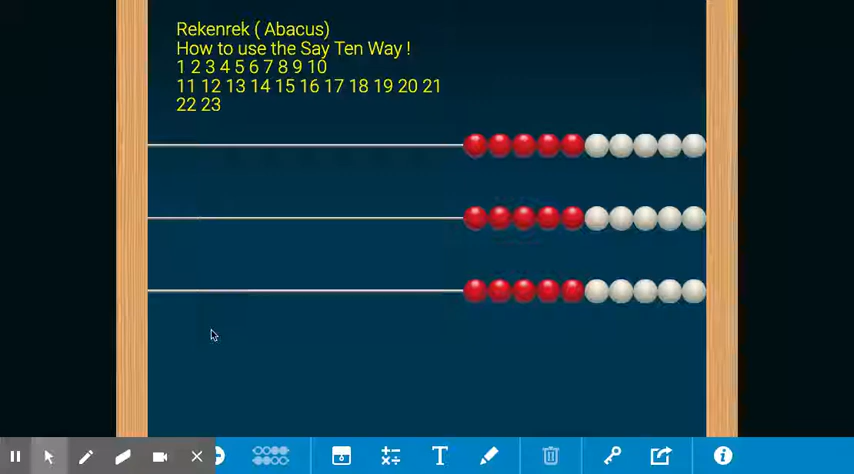 Rekenrek ( Abacus)
How to use the Say Ten Way !
1 2 3 4 5 6 7 8 9 10
11 12 13 14 15 16 17 18 19 20 21
22 23